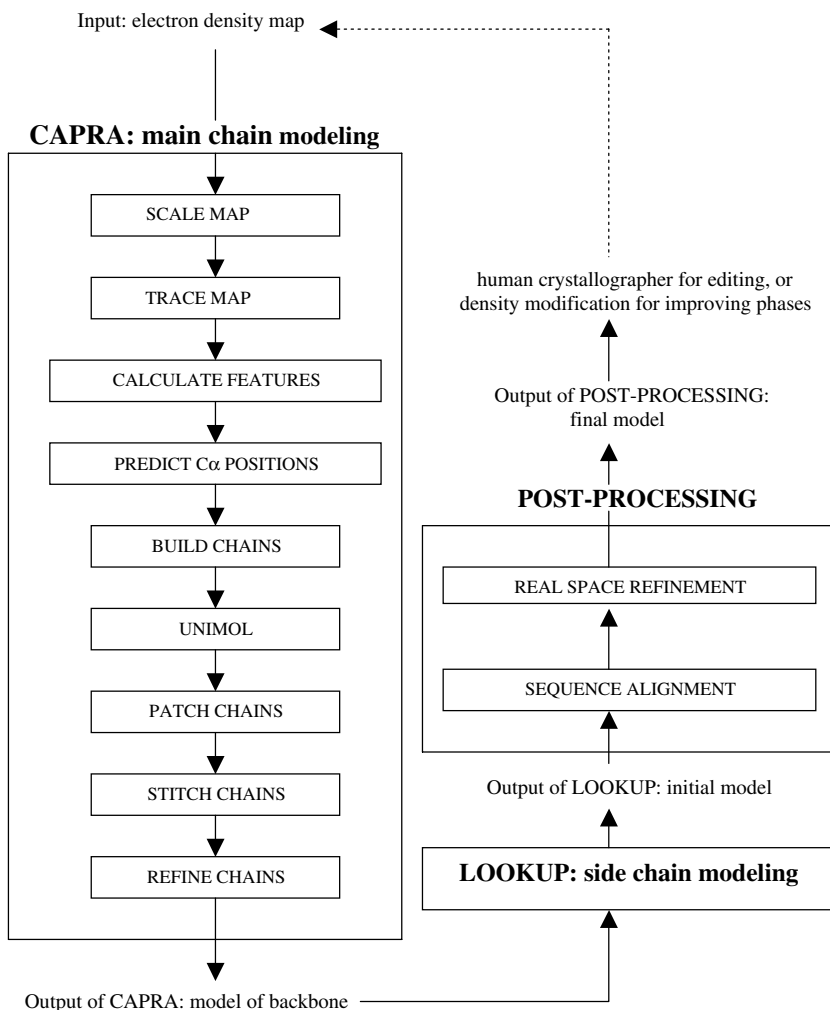 Input: electron density map
CAPRA: main chain modeling
SCALE MAP
TRACE MAP
CALCULATE FEATURES
PREDICT Cα POSITIONS
BUILD CHAINS
UNIMOL
PATCH CHAINS
STITCH CHAINS
REFINE CHAINS
Output of CAPRA: model of backbone
LOOKUP: side chain modeling
Output of LOOKUP: initial model
SEQUENCE ALIGNMENT
REAL SPACE REFINEMENT
POST-PROCESSING
Output of POST-PROCESSING:
final model
human crystallographer for editing, or
density modification for improving phases